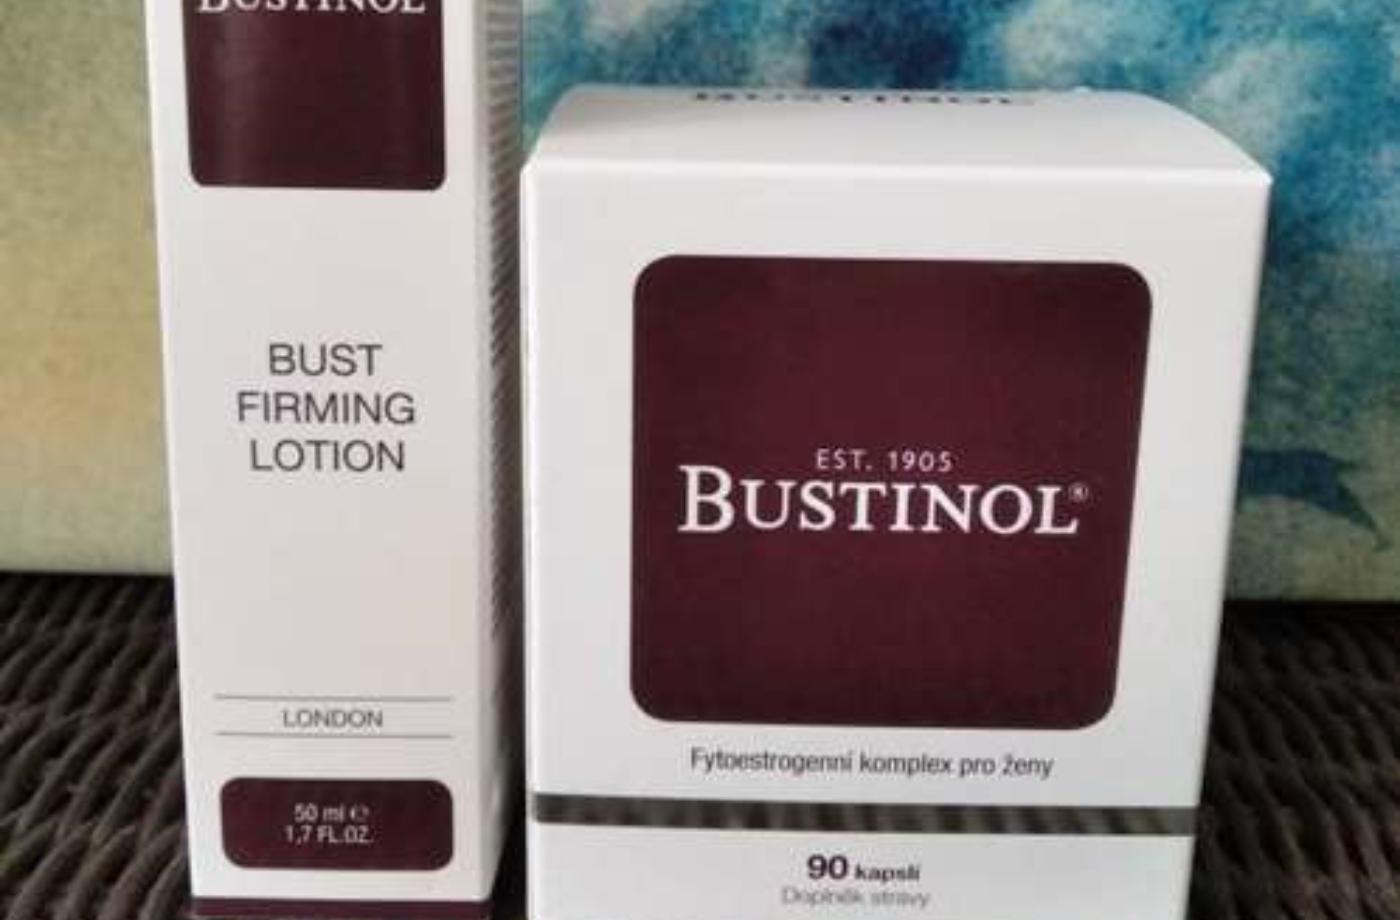 BUSTINOL
BUST
FIRMING
LOTION
LONDON
50 ml ℮
1,7 FL.OZ.
BUSTINOL
EST. 1905
BUSTINOL®
Fytoestrogenní komplex pro ženy
90 kapslí
Doplněk stravy